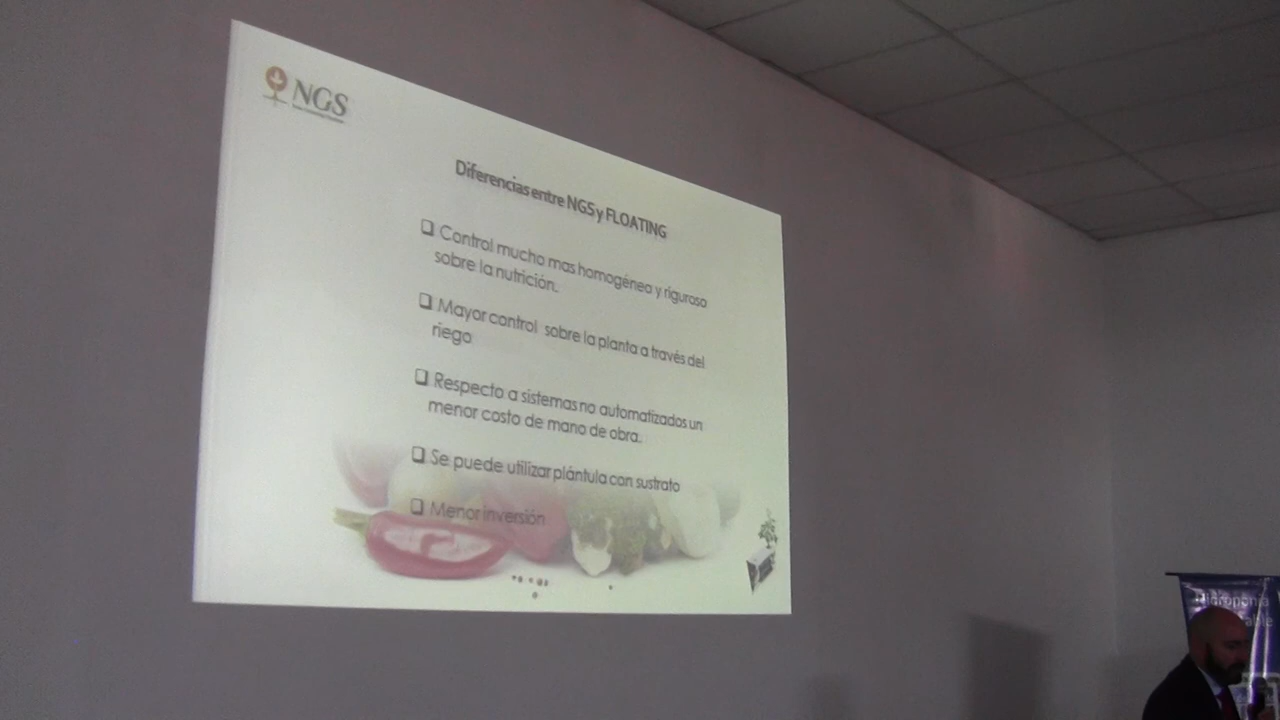 NGS
Diferencias entre NGS y FLOATING
❑ Control mucho mas homogéneo y riguroso
sobre la nutrición.
❑ Mayor control sobre la planta a través del
riego
❑ Respecto a sistemas no automatizados un
menor costo de mano de obra.
❑ Se puede utilizar plántula con sustrato
❑ Menor inversión